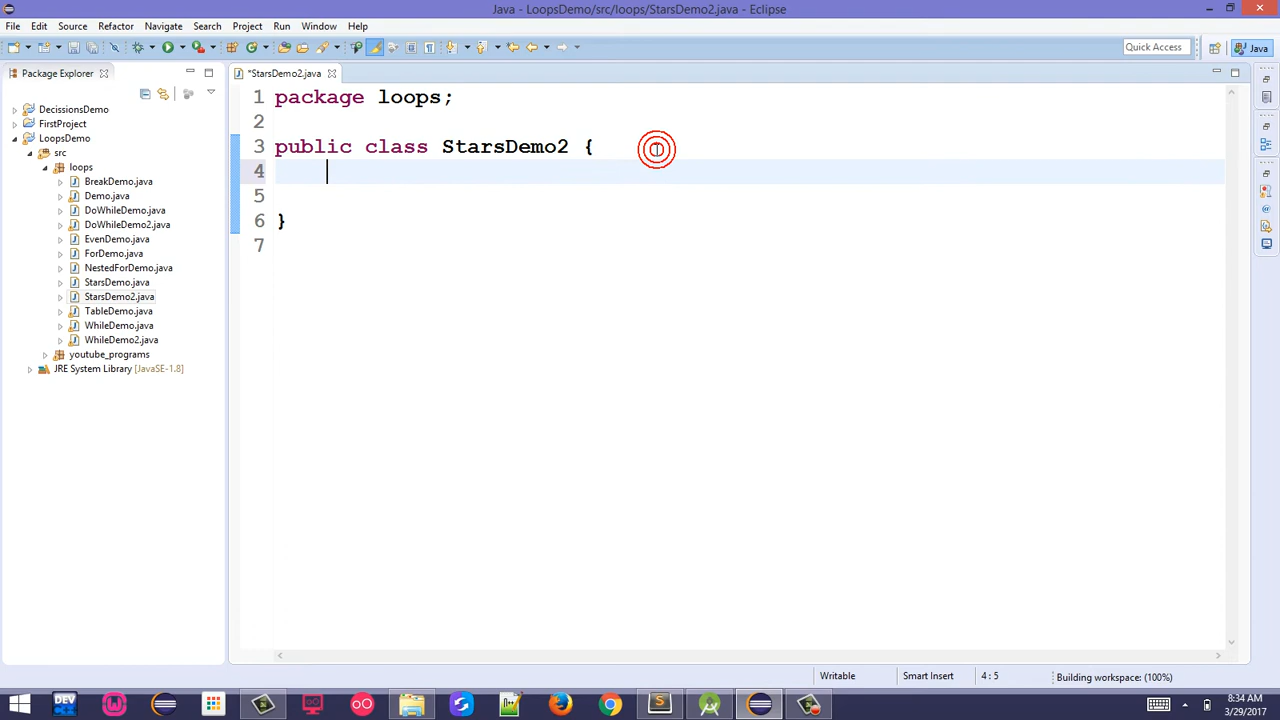 Java - LoopsDemo/src/loops/StarsDemo2.java - Eclipse
File Edit Source Refactor Navigate Search Project Run Window Help
Quick Access
Java
Package Explorer
*StarsDemo2.java
DecissionsDemo
FirstProject
LoopsDemo
src
loops
BreakDemo.java
Demo.java
DoWhileDemo.java
DoWhileDemo2.java
EvenDemo.java
ForDemo.java
NestedForDemo.java
StarsDemo.java
StarsDemo2.java
TableDemo.java
WhileDemo.java
WhileDemo2.java
youtube_programs
JRE System Library [JavaSE-1.8]
1 package loops;
2
3 public class StarsDemo2 {
4
5
6 }
7
Writable
Smart Insert
4 : 5
Building workspace: (100%)
DEV
C++
8:34 AM
3/29/2017